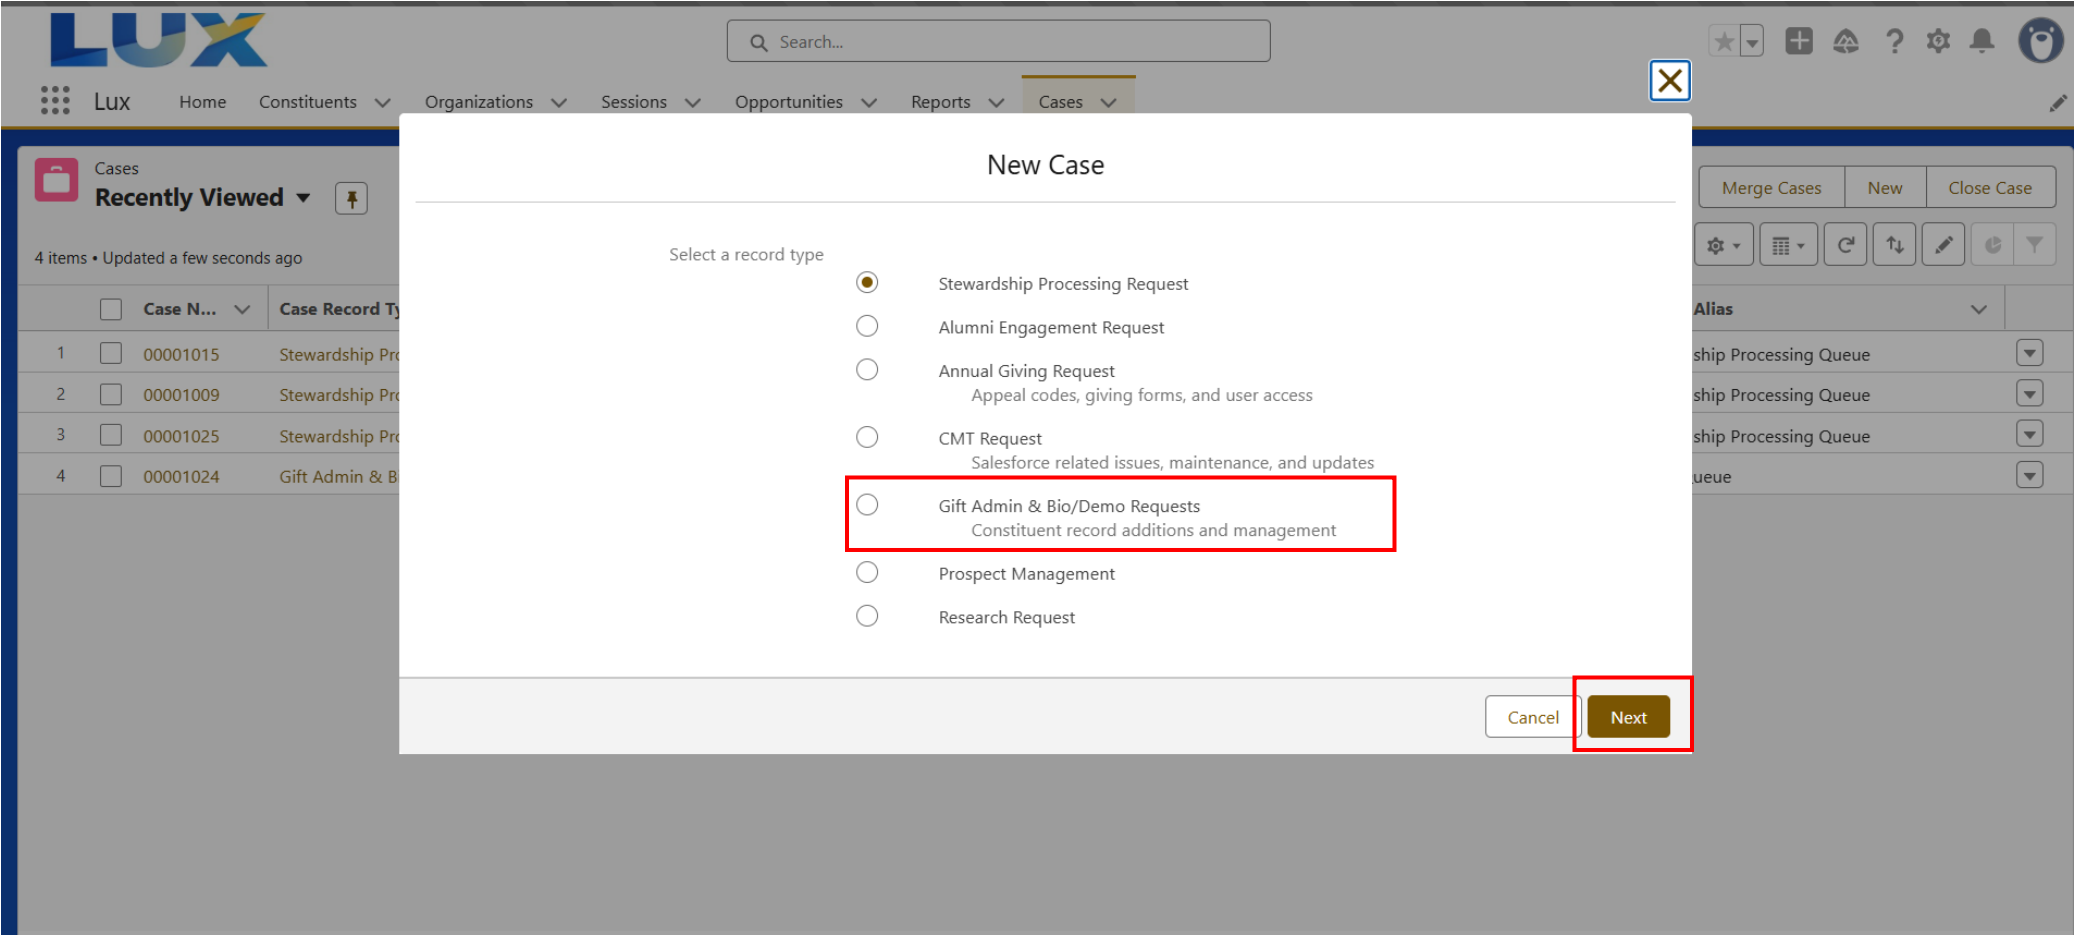 LUX
Search...
Lux Home Constituents Organizations Sessions Opportunities Reports Cases
Cases
Recently Viewed
Merge Cases New Close Case
4 items • Updated a few seconds ago
Case N... Case Record Ty
Alias
1 00001015 Stewardship Pro
ship Processing Queue
2 00001009 Stewardship Pro
ship Processing Queue
3 00001025 Stewardship Pro
ship Processing Queue
4 00001024 Gift Admin & B
ueue
New Case
Select a record type
Stewardship Processing Request
Alumni Engagement Request
Annual Giving Request
Appeal codes, giving forms, and user access
CMT Request
Salesforce related issues, maintenance, and updates
Gift Admin & Bio/Demo Requests
Constituent record additions and management
Prospect Management
Research Request
Cancel Next